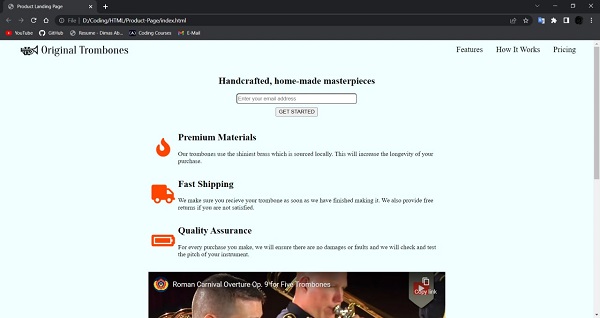 Product Landing Page
File
D:/Coding/HTML/Product-Page/index.html
YouTube
GitHub
Resume - Dimas Ab...
Coding Courses
E-Mail
Original Trombones
Features
How It Works
Pricing
Handcrafted, home-made masterpieces
Enter your email address
GET STARTED
Premium Materials
Our trombones use the shiniest brass which is sourced locally. This will increase the longevity of your
purchase.
Fast Shipping
We make sure you recieve your trombone as soon as we have finished making it. We also provide free
returns if you are not satisfied.
Quality Assurance
For every purchase you make, we will ensure there are no damages or faults and we will check and test
the pitch of your instrument.
Roman Carnival Overture Op. 9 for Five Trombones
Copy link